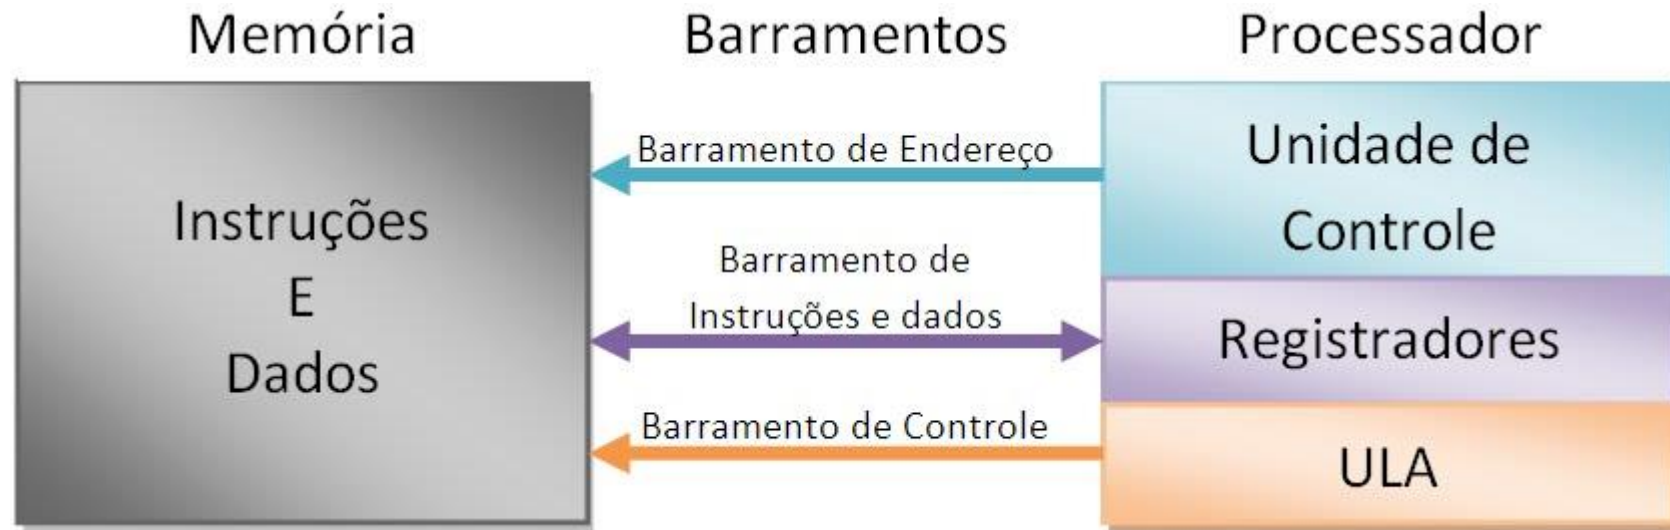 Memória
Barramentos
Processador
Barramento de Endereço
Unidade de
Controle
Instruções
E
Dados
Barramento de
Instruções e dados
Registradores
Barramento de Controle
ULA